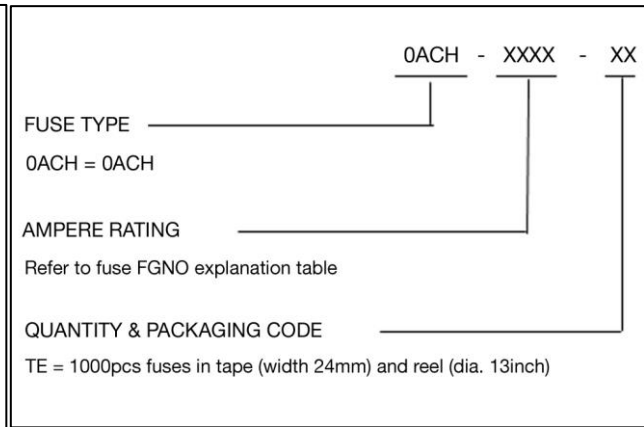 0ACH - XXXX - XX
FUSE TYPE
0ACH = 0ACH
AMPERE RATING
Refer to fuse FGNO explanation table
QUANTITY & PACKAGING CODE
TE = 1000pcs fuses in tape (width 24mm) and reel (dia. 13inch)